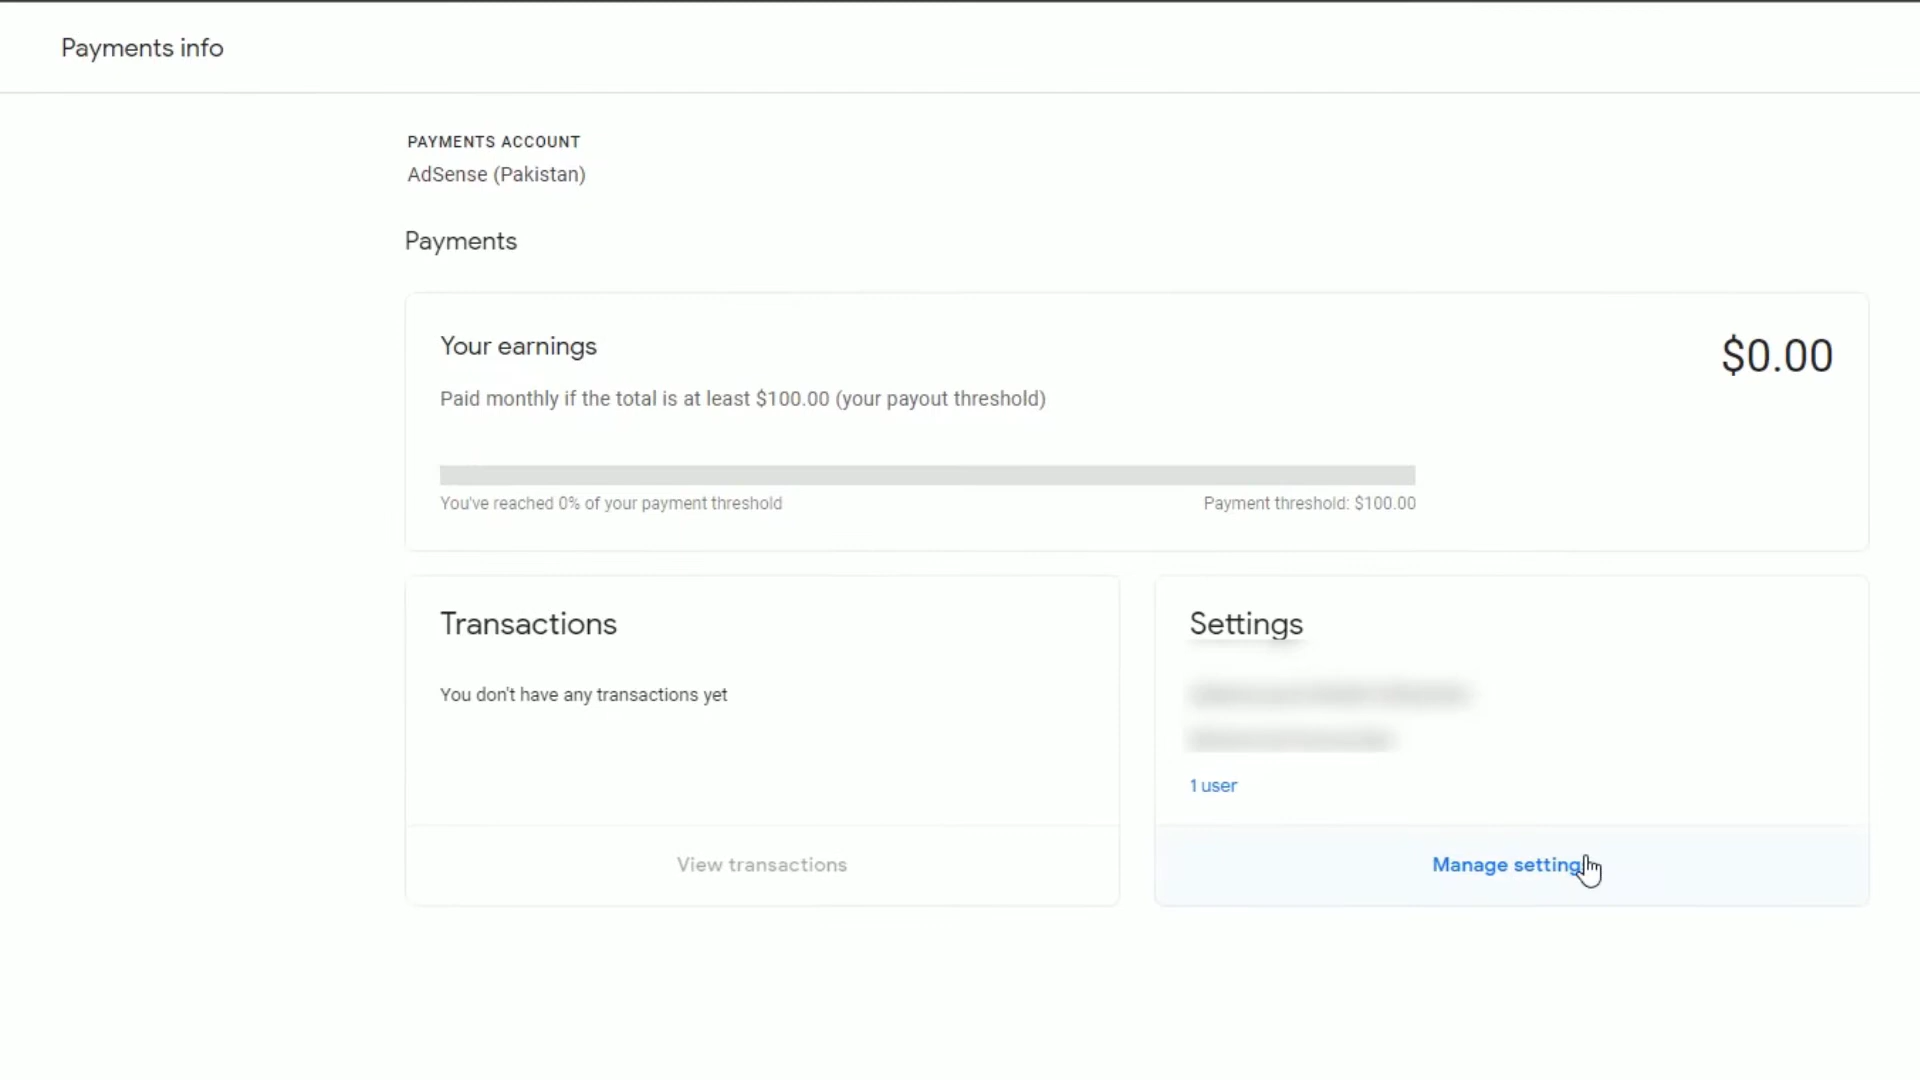 Payments info
PAYMENTS ACCOUNT
AdSense (Pakistan)
Payments
Your earnings
$0.00
Paid monthly if the total is at least $100.00 (your payout threshold)
You've reached 0% of your payment threshold
Payment threshold: $100.00
Transactions
You don't have any transactions yet
View transactions
Settings
1 user
Manage setting